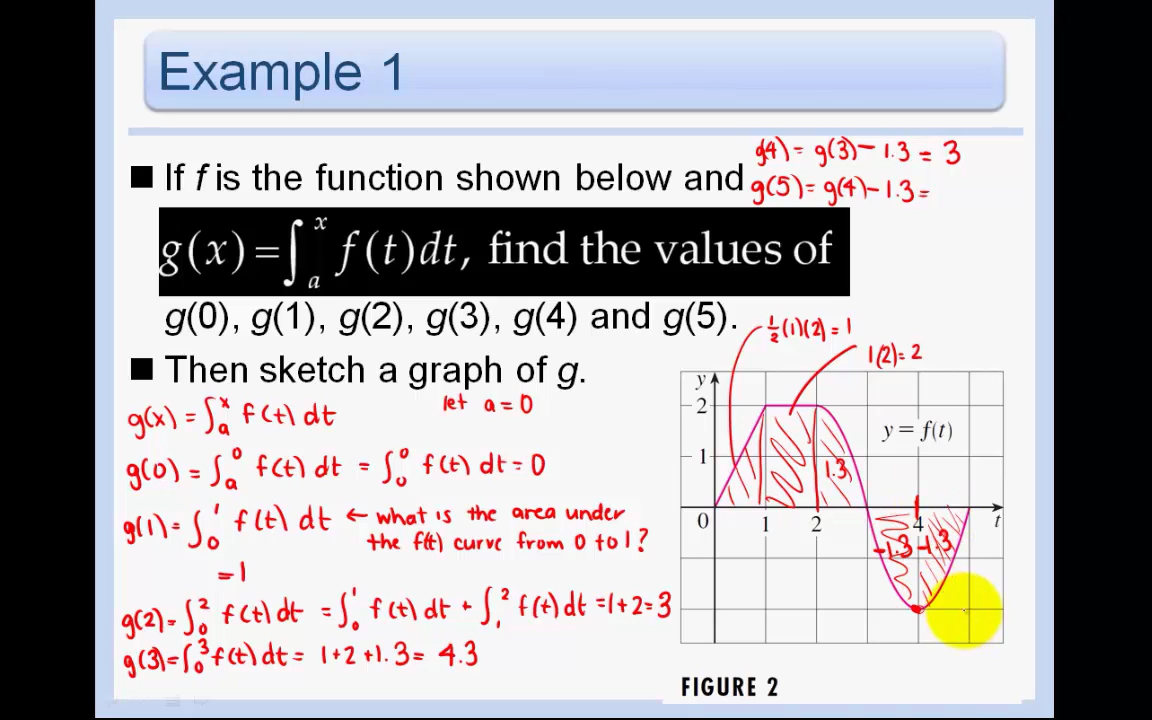 Example 1
g(4) = g(3) - 1.3 = 3
■ If f is the function shown below and
g(5) = g(4) - 1.3 =
g(x) = ∫ₐˣ f(t)dt, find the values of
g(0), g(1), g(2), g(3), g(4) and g(5).
½(1)(2) = 1
1(2) = 2
■ Then sketch a graph of g.
let a = 0
g(x) = ∫ₐˣ f(t) dt
g(0) = ∫ₐ⁰ f(t) dt = ∫₀⁰ f(t) dt = 0
g(1) = ∫₀¹ f(t) dt ← what is the area under
the f(t) curve from 0 to 1?
= 1
g(2) = ∫₀² f(t) dt = ∫₀¹ f(t) dt + ∫₁² f(t) dt = 1+2 = 3
g(3) = ∫₀³ f(t) dt = 1+2+1.3 = 4.3
y
2
y = f(t)
1
1.3
0 1 2 4 t
-1.3 -1.3
FIGURE 2